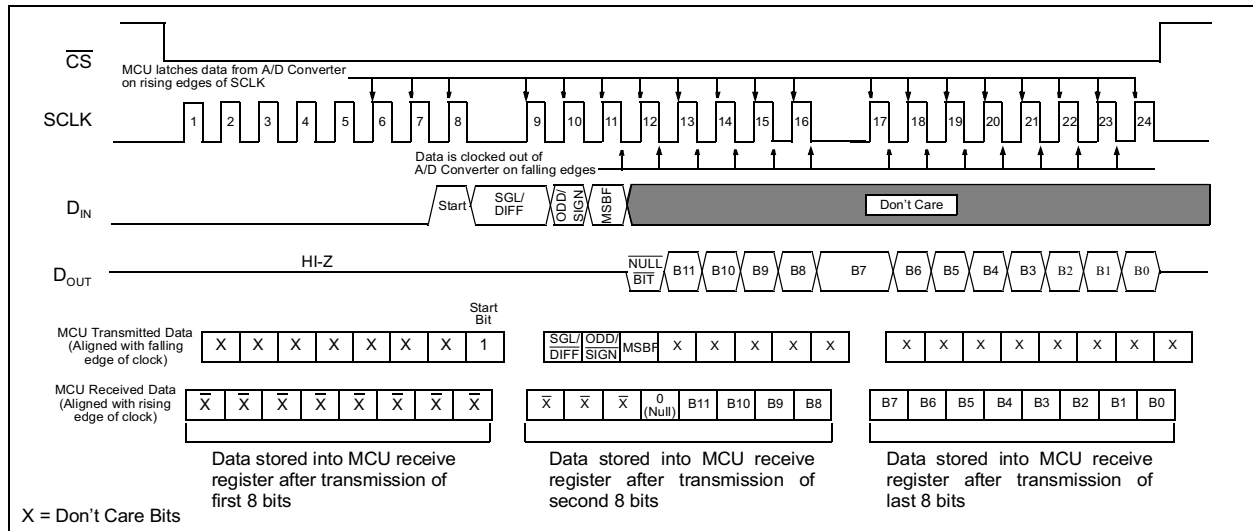 CS
MCU latches data from A/D Converter
on rising edges of SCLK
SCLK
1 2 3 4 5 6 7 8 9 10 11 12 13 14 15 16 17 18 19 20 21 22 23 24
Data is clocked out of
A/D Converter on falling edges
DIN
Start
SGL/
DIFF
ODD/
SIGN
MSBF
Don't Care
HI-Z
DOUT
NULL
BIT
B11 B10 B9 B8 B7 B6 B5 B4 B3 B2 B1 B0
Start
Bit
MCU Transmitted Data
(Aligned with falling
edge of clock)
X X X X X X X 1
SGL/
DIFF
ODD/
SIGN
MSBF X X X X X
X X X X X X X X
MCU Received Data
(Aligned with rising
edge of clock)
X X X X X X X X
X X X 0
(Null)
B11 B10 B9 B8
B7 B6 B5 B4 B3 B2 B1 B0
Data stored into MCU receive
register after transmission of
first 8 bits
Data stored into MCU receive
register after transmission of
second 8 bits
Data stored into MCU receive
register after transmission of
last 8 bits
X = Don't Care Bits